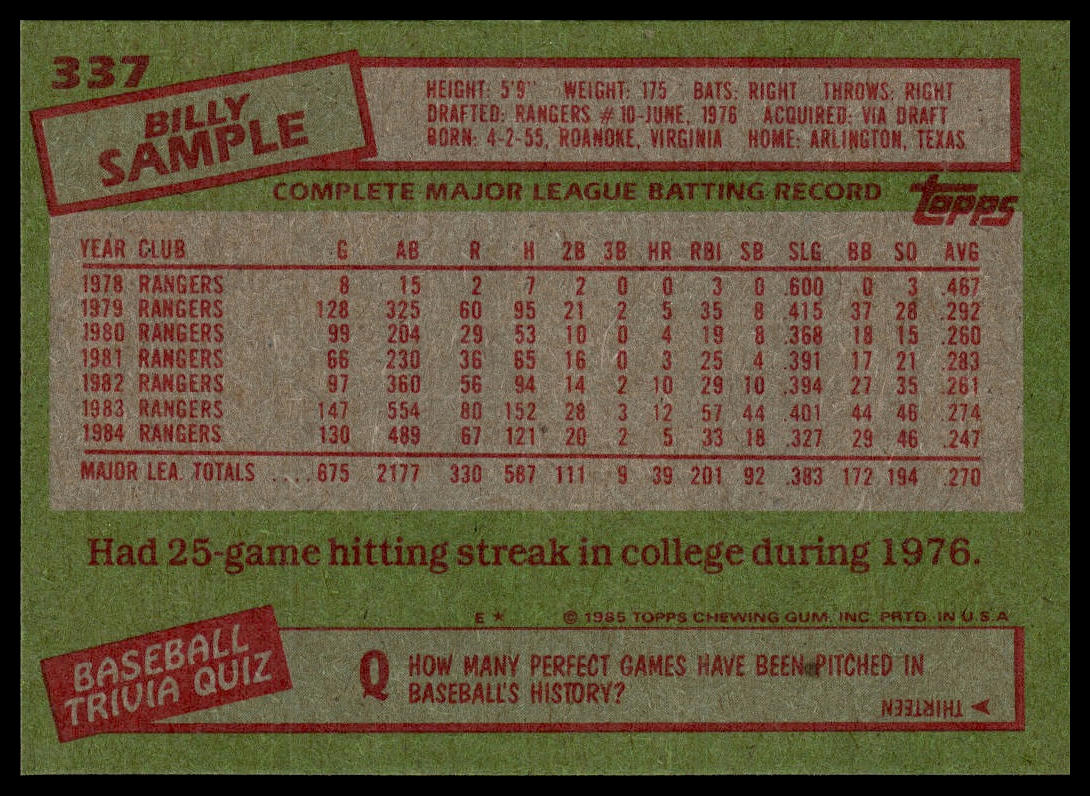 337
BILLY
SAMPLE
HEIGHT: 5'9" WEIGHT: 175 BATS: RIGHT THROWS: RIGHT
DRAFTED: RANGERS #10-JUNE, 1976 ACQUIRED: VIA DRAFT
BORN: 4-2-55, ROANOKE, VIRGINIA HOME: ARLINGTON, TEXAS
COMPLETE MAJOR LEAGUE BATTING RECORD
topps
YEAR CLUB G AB R H 2B 3B HR RBI SB SLG BB SO AVG
1978 RANGERS 8 15 2 7 2 0 0 3 0 .600 0 3 .467
1979 RANGERS 128 325 60 95 21 2 5 35 8 .415 37 28 .292
1980 RANGERS 99 204 29 53 10 0 4 19 8 .368 18 15 .260
1981 RANGERS 66 230 36 65 16 0 3 25 4 .391 17 21 .283
1982 RANGERS 97 360 56 94 14 2 10 29 10 .394 27 35 .261
1983 RANGERS 147 554 80 152 28 3 12 57 44 .401 44 46 .274
1984 RANGERS 130 489 67 121 20 2 5 33 18 .327 29 46 .247
MAJOR LEA. TOTALS ....675 2177 330 587 111 9 39 201 92 .383 172 194 .270
Had 25-game hitting streak in college during 1976.
E * © 1985 TOPPS CHEWING GUM, INC. PRTD. IN U.S.A
BASEBALL
TRIVIA QUIZ
Q HOW MANY PERFECT GAMES HAVE BEEN PITCHED IN
BASEBALL'S HISTORY?
THIRTEEN